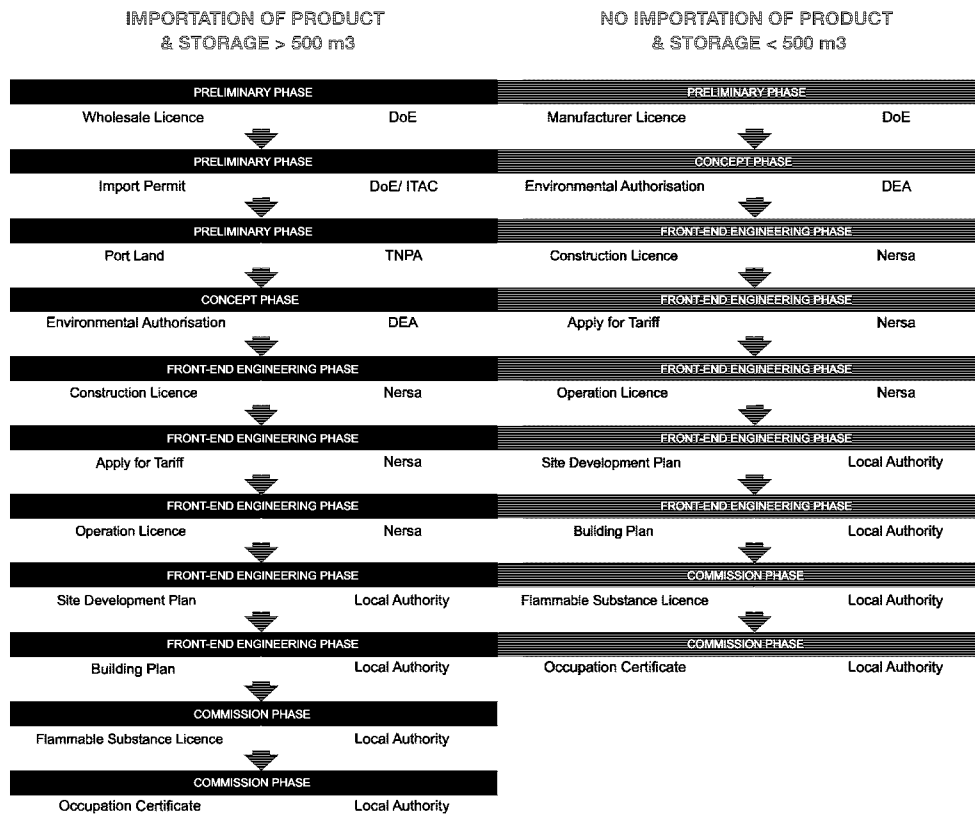 IMPORTATION OF PRODUCT
& STORAGE > 500 m3
PRELIMINARY PHASE
Wholesale Licence DoE
PRELIMINARY PHASE
Import Permit DoE/ ITAC
PRELIMINARY PHASE
Port Land TNPA
CONCEPT PHASE
Environmental Authorisation DEA
FRONT-END ENGINEERING PHASE
Construction Licence Nersa
FRONT-END ENGINEERING PHASE
Apply for Tariff Nersa
FRONT-END ENGINEERING PHASE
Operation Licence Nersa
FRONT-END ENGINEERING PHASE
Site Development Plan Local Authority
FRONT-END ENGINEERING PHASE
Building Plan Local Authority
COMMISSION PHASE
Flammable Substance Licence Local Authority
COMMISSION PHASE
Occupation Certificate Local Authority
NO IMPORTATION OF PRODUCT
& STORAGE < 500 m3
PRELIMINARY PHASE
Manufacturer Licence DoE
CONCEPT PHASE
Environmental Authorisation DEA
FRONT-END ENGINEERING PHASE
Construction Licence Nersa
FRONT-END ENGINEERING PHASE
Apply for Tariff Nersa
FRONT-END ENGINEERING PHASE
Operation Licence Nersa
FRONT-END ENGINEERING PHASE
Site Development Plan Local Authority
FRONT-END ENGINEERING PHASE
Building Plan Local Authority
COMMISSION PHASE
Flammable Substance Licence Local Authority
COMMISSION PHASE
Occupation Certificate Local Authority